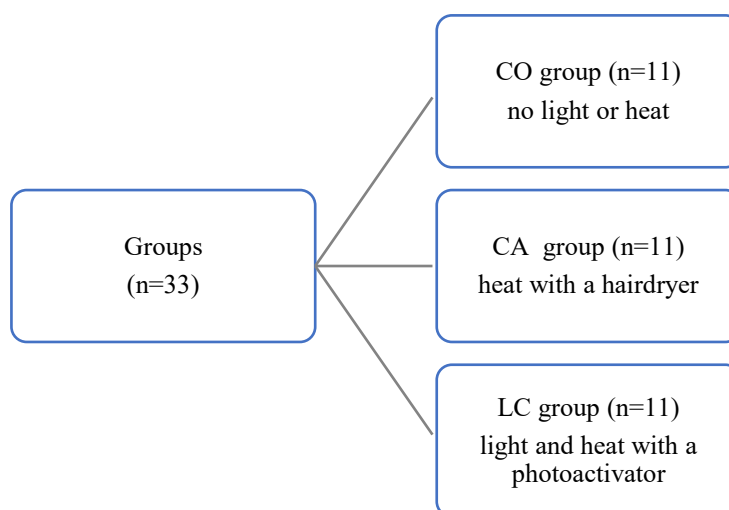 Groups
(n=33)
CO group (n=11)
no light or heat
CA group (n=11)
heat with a hairdryer
LC group (n=11)
light and heat with a
photoactivator